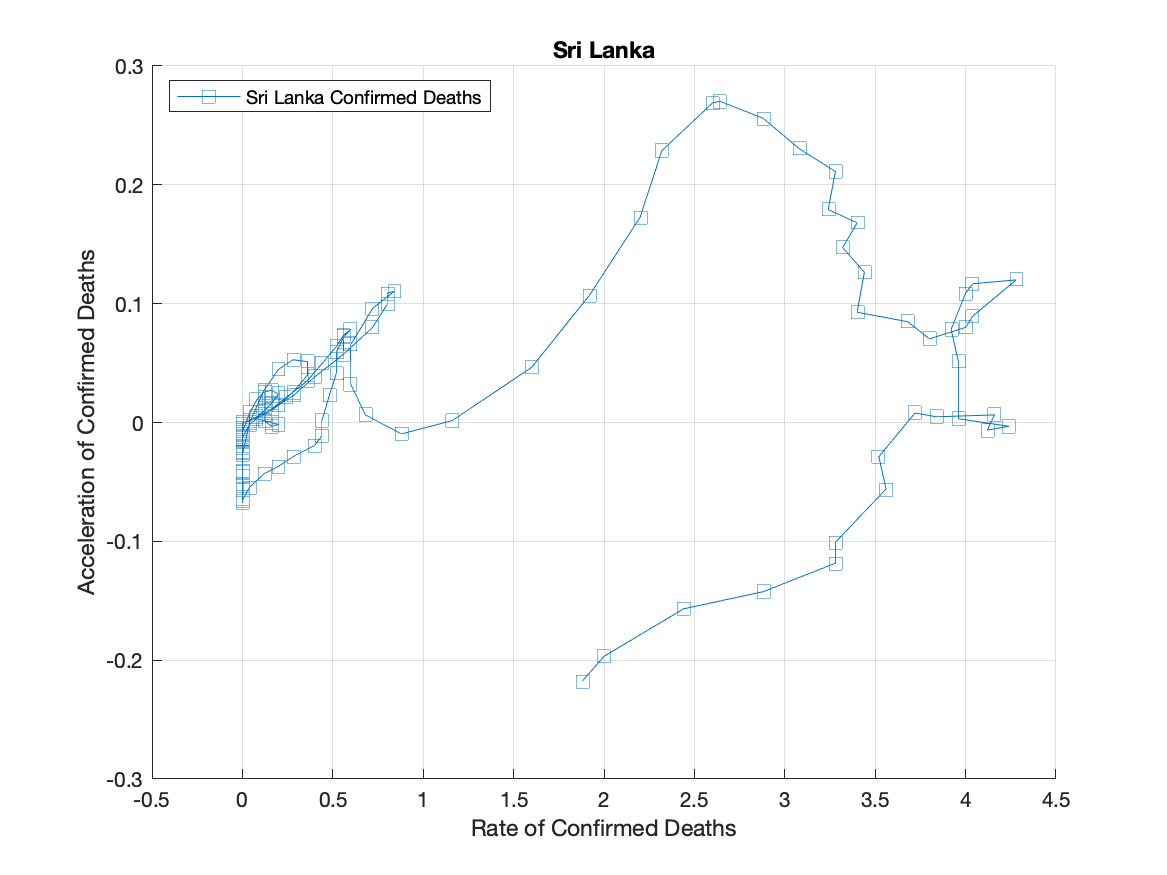 Sri Lanka
Sri Lanka Confirmed Deaths
0.3
0.2
0.1
0
-0.1
-0.2
-0.3
Acceleration of Confirmed Deaths
-0.5 0 0.5 1 1.5 2 2.5 3 3.5 4 4.5
Rate of Confirmed Deaths